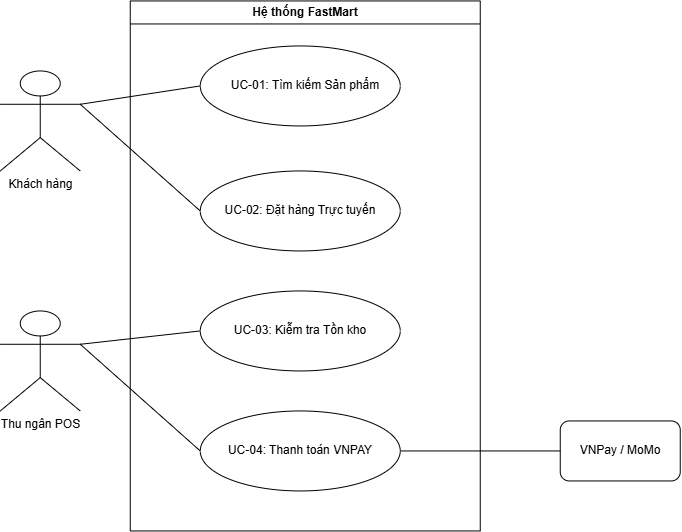 Hệ thống FastMart
UC-01: Tìm kiếm Sản phẩm
Khách hàng
UC-02: Đặt hàng Trực tuyến
UC-03: Kiểm tra Tồn kho
Thu ngân POS
UC-04: Thanh toán VNPAY
VNPay / MoMo